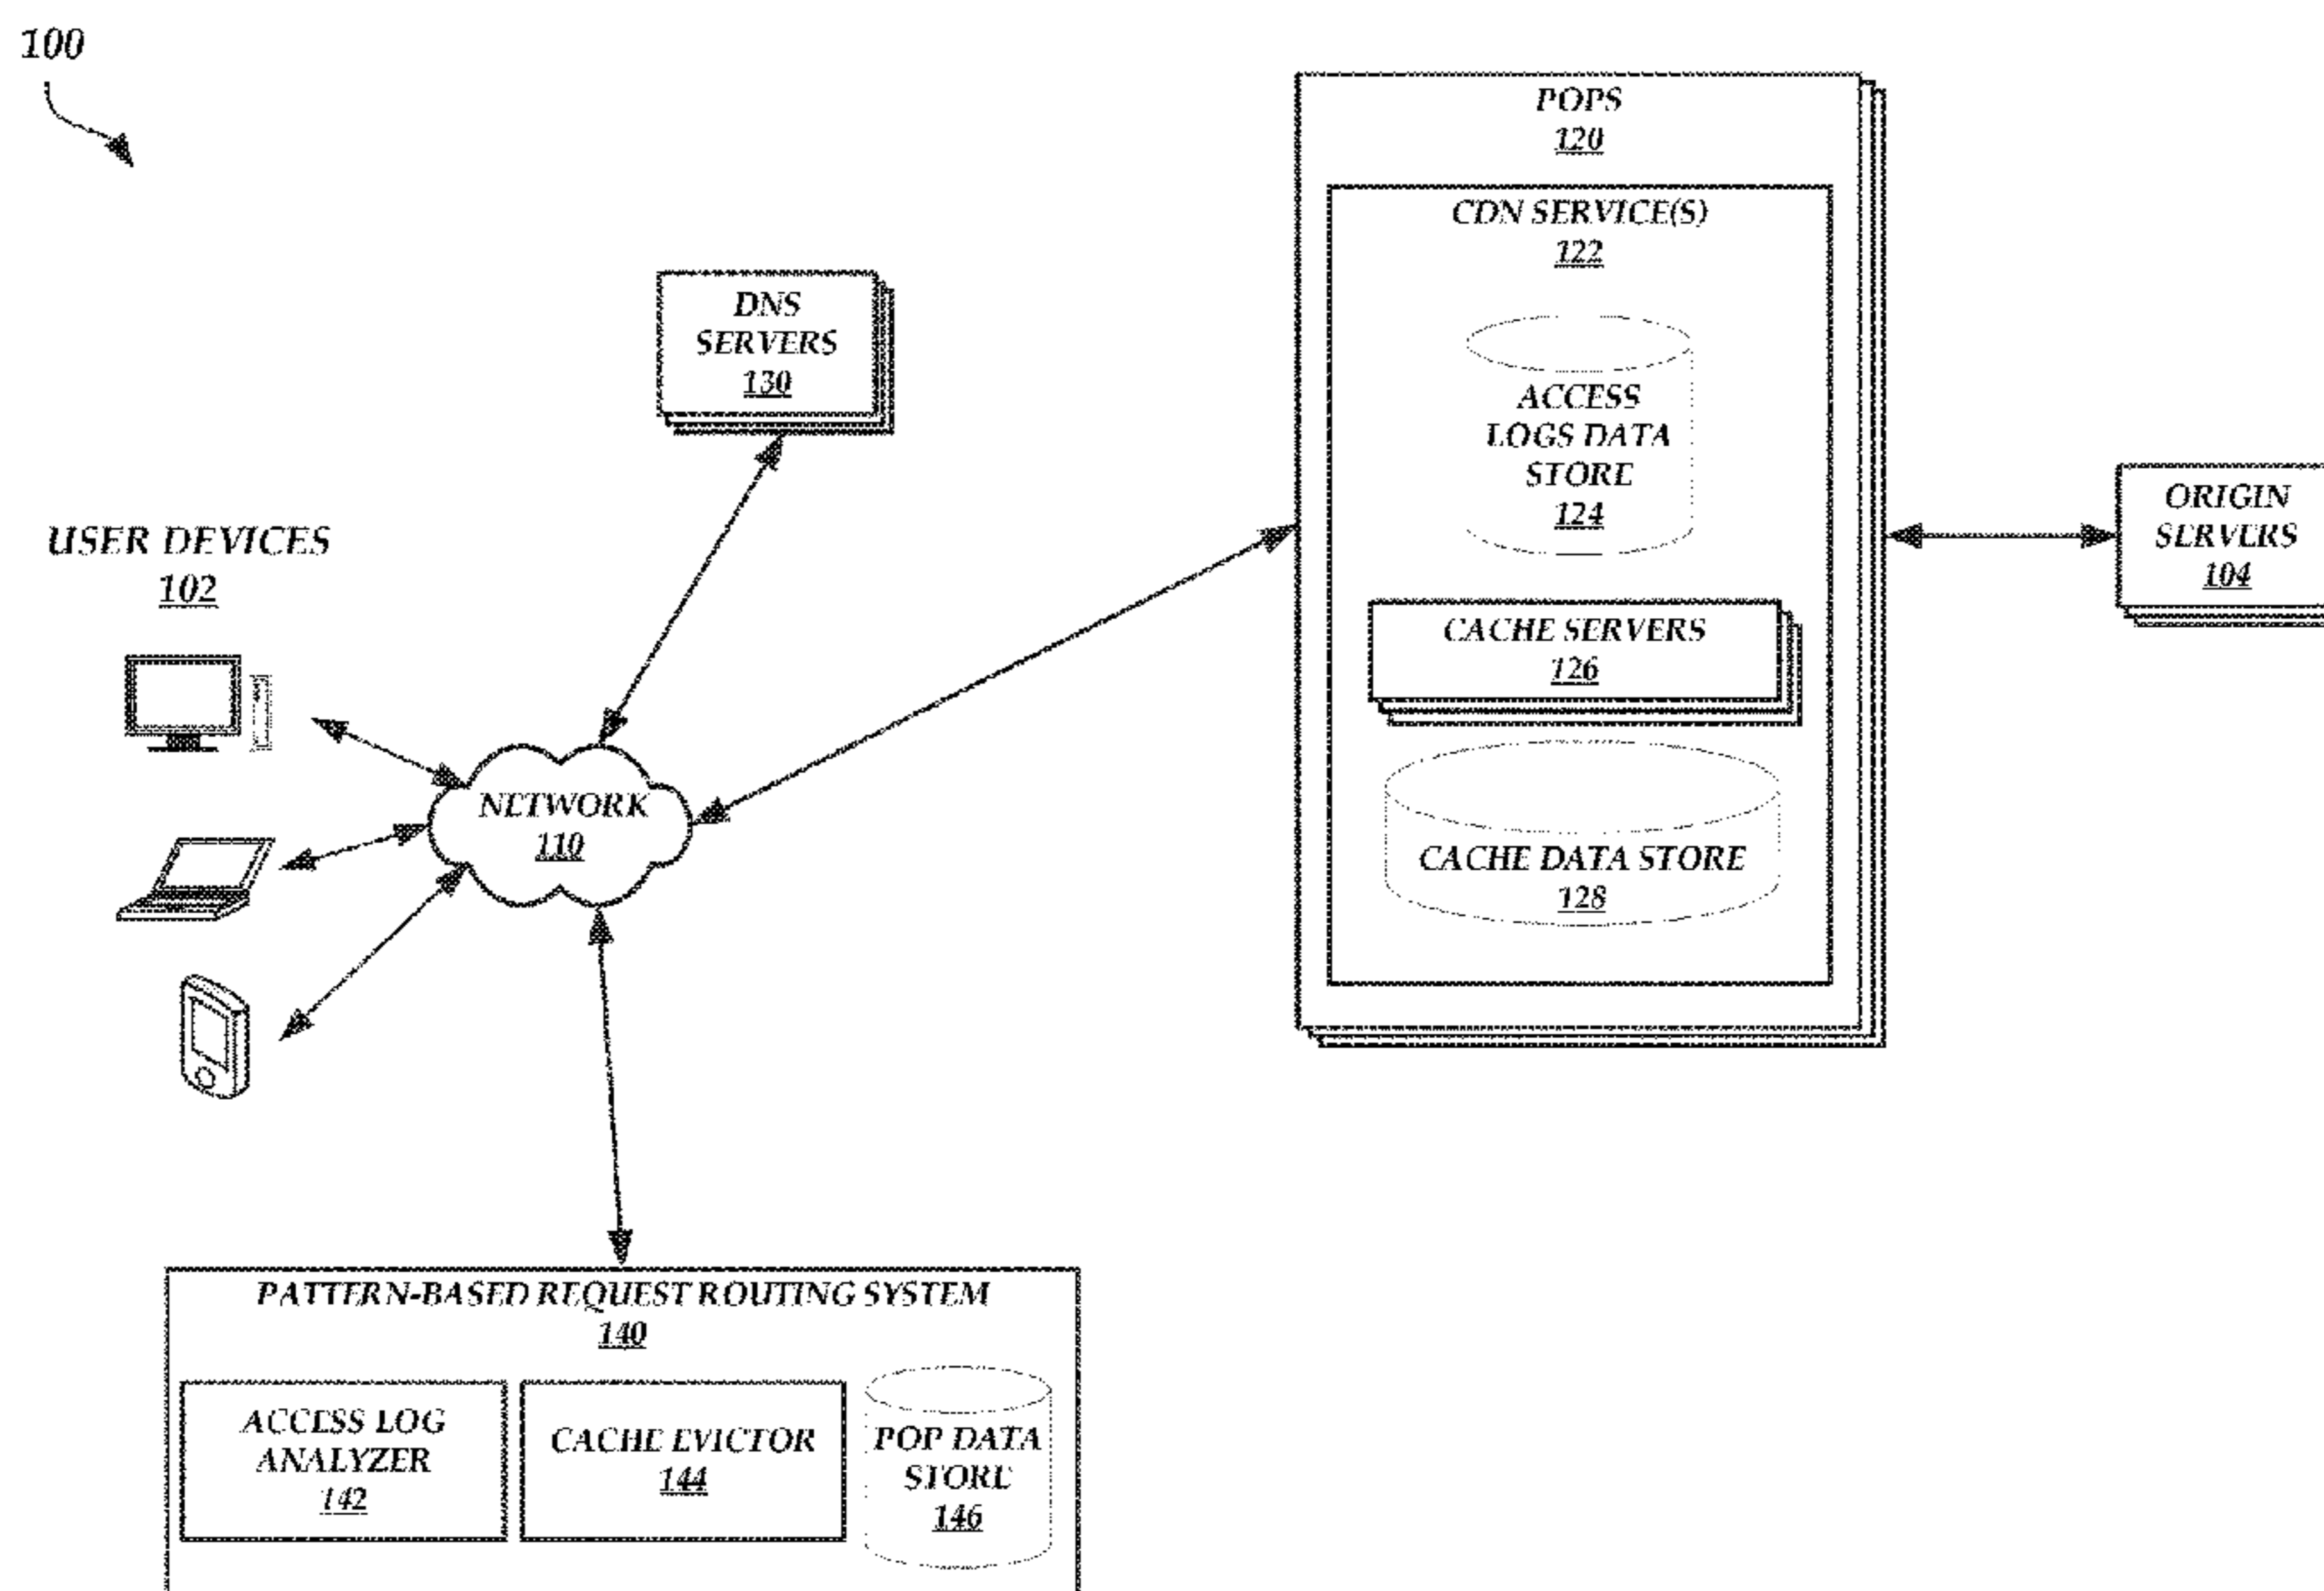 100
POPS
120
CDN SERVICE(S)
122
DNS
SERVERS
130
ACCESS
LOGS DATA
STORE
124
ORIGIN
SERVERS
104
USER DEVICES
102
CACHE SERVERS
126
NETWORK
110
CACHE DATA STORE
128
PATTERN-BASED REQUEST ROUTING SYSTEM
140
ACCESS LOG
ANALYZER
142
CACHE EVICTOR
144
POP DATA
STORE
146